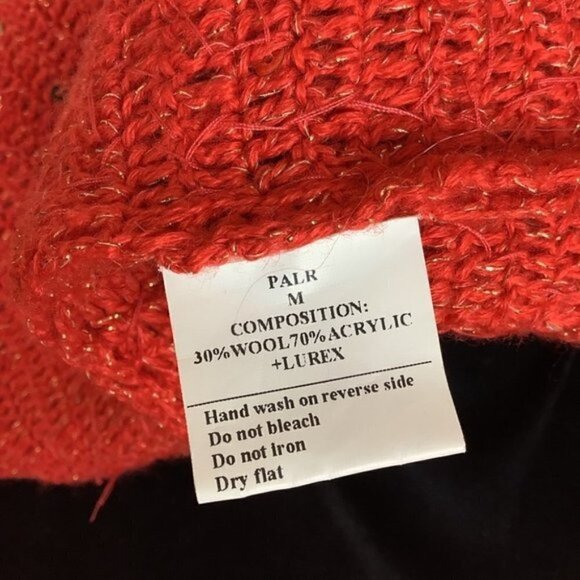 PALR
M
COMPOSITION:
30%WOOL70%ACRYLIC
+LUREX
Hand wash on reverse side
Do not bleach
Do not iron
Dry flat